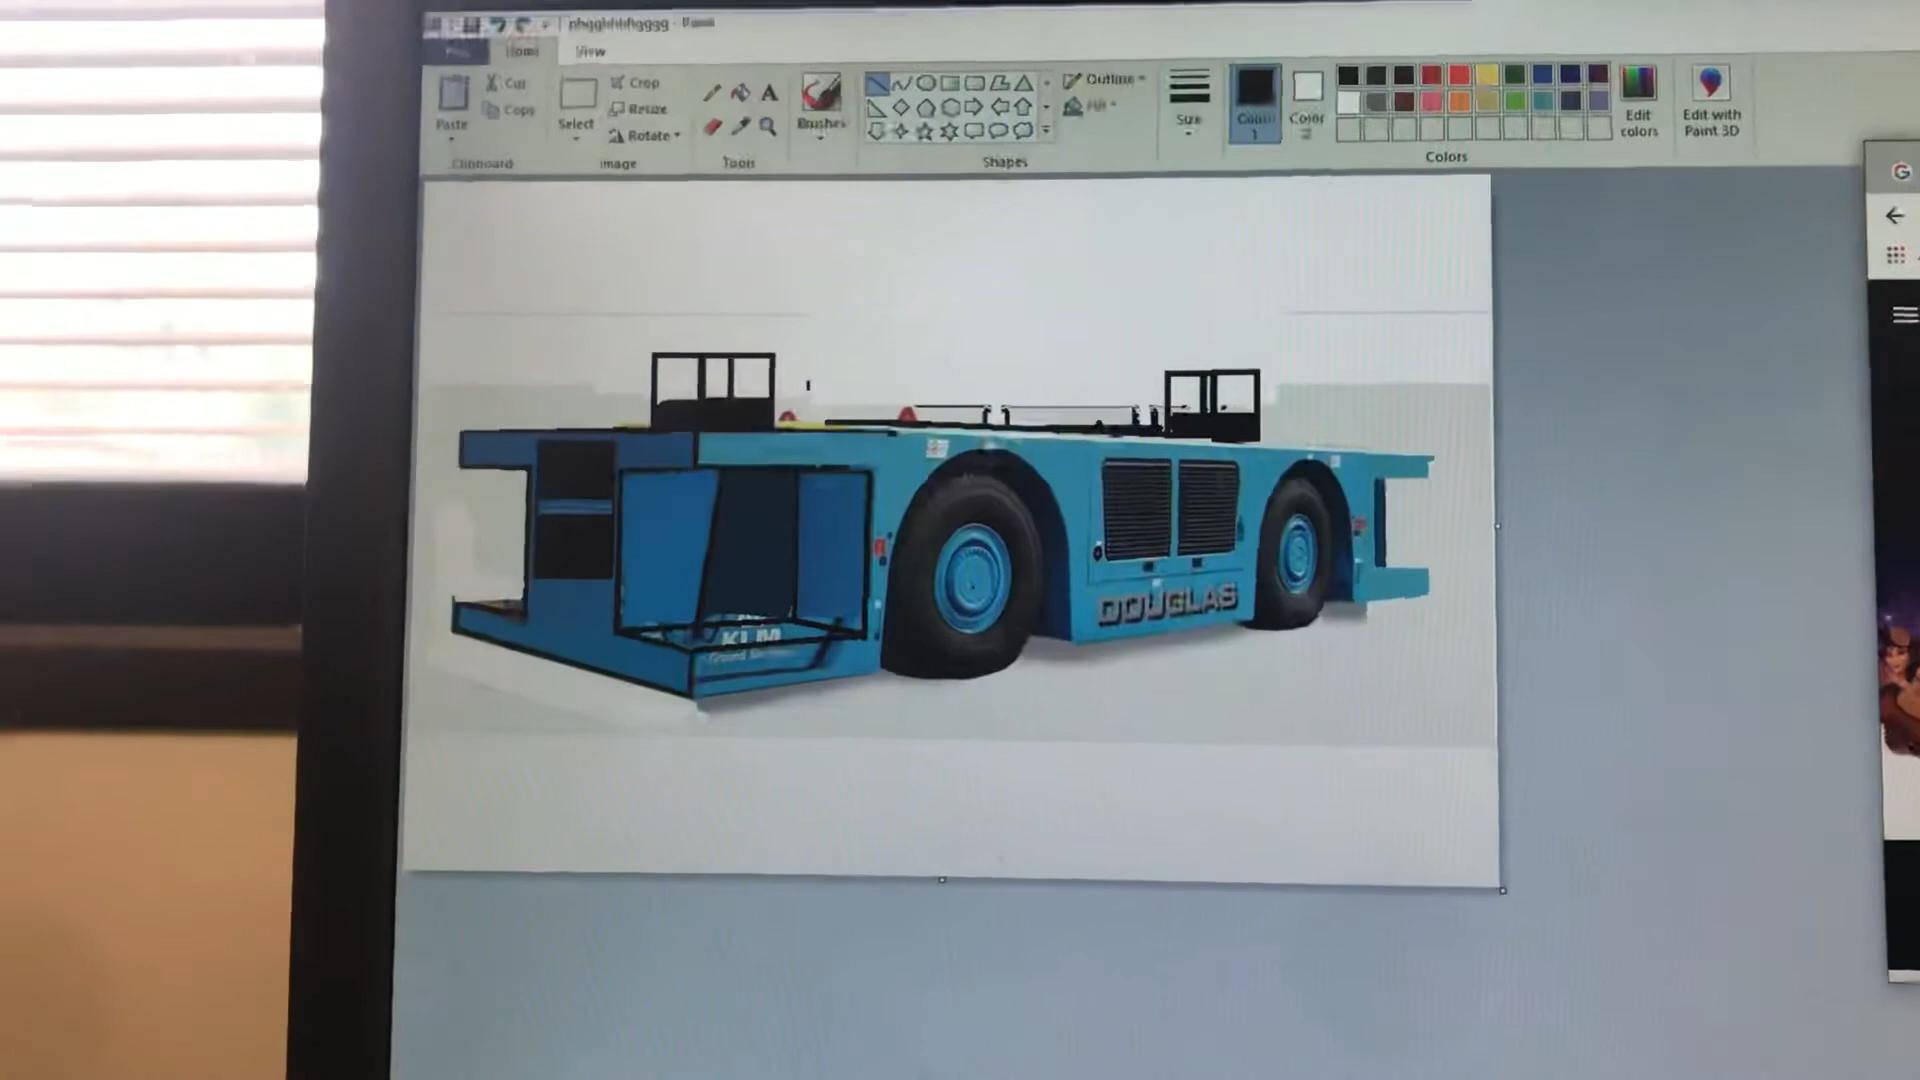 Home
View
Paste
Cut
Copy
Clipboard
Select
Crop
Resize
Rotate
Image
A
Tools
Brushes
Shapes
Outline
Fill
Size
Color
1
Color
2
Edit
colors
Colors
Edit with
Paint 3D
G
DOUGLAS
KLM